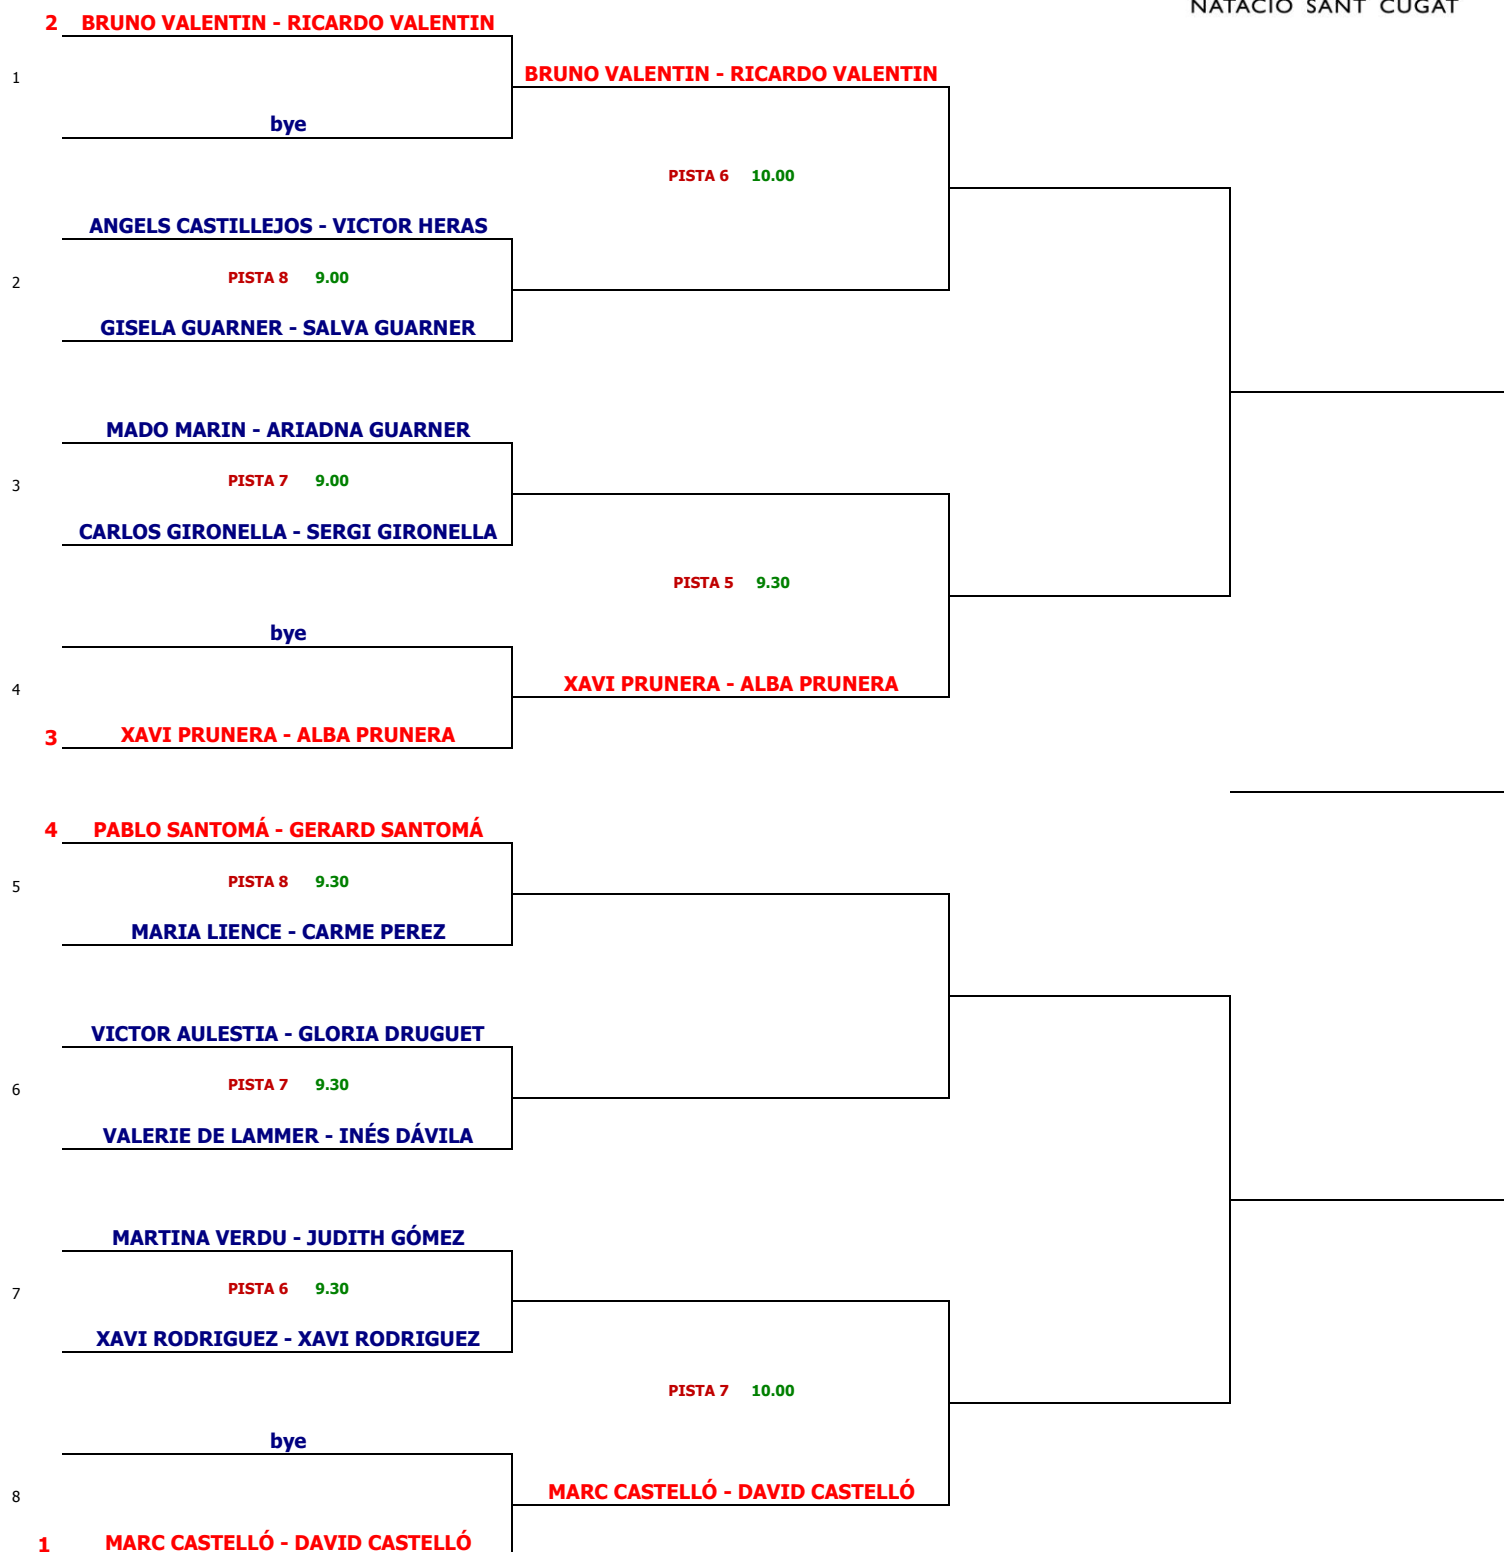 NATACIÓ SANT CUGAT
2 BRUNO VALENTIN - RICARDO VALENTIN
1
BRUNO VALENTIN - RICARDO VALENTIN
bye
PISTA 6 10.00
ANGELS CASTILLEJOS - VICTOR HERAS
2
PISTA 8 9.00
GISELA GUARNER - SALVA GUARNER
MADO MARIN - ARIADNA GUARNER
3
PISTA 7 9.00
CARLOS GIRONELLA - SERGI GIRONELLA
PISTA 5 9.30
bye
4
XAVI PRUNERA - ALBA PRUNERA
3 XAVI PRUNERA - ALBA PRUNERA
4 PABLO SANTOMÁ - GERARD SANTOMÁ
5
PISTA 8 9.30
MARIA LIENCE - CARME PEREZ
VICTOR AULESTIA - GLORIA DRUGUET
6
PISTA 7 9.30
VALERIE DE LAMMER - INÉS DÁVILA
MARTINA VERDU - JUDITH GÓMEZ
7
PISTA 6 9.30
XAVI RODRIGUEZ - XAVI RODRIGUEZ
PISTA 7 10.00
bye
8
MARC CASTELLÓ - DAVID CASTELLÓ
1 MARC CASTELLÓ - DAVID CASTELLÓ